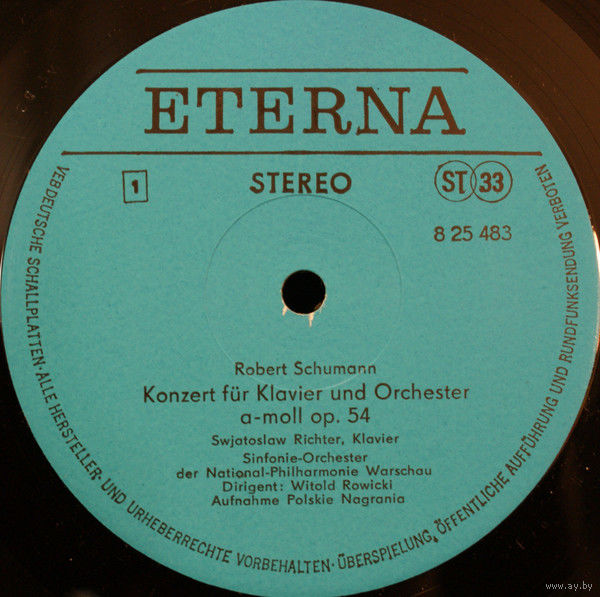 ETERNA
1
STEREO
ST 33
8 25 483
Robert Schumann
Konzert für Klavier und Orchester
a-moll op. 54
Swjatoslaw Richter, Klavier
Sinfonie-Orchester
der National-Philharmonie Warschau
Dirigent: Witold Rowicki
Aufnahme Polskie Nagrania
VEB DEUTSCHE SCHALLPLATTEN · ALLE HERSTELLER- UND URHEBERRECHTE VORBEHALTEN · ÜBERSPIELUNG, ÖFFENTLICHE AUFFÜHRUNG UND RUNDFUNKSENDUNG VERBOTEN
www.ay.by